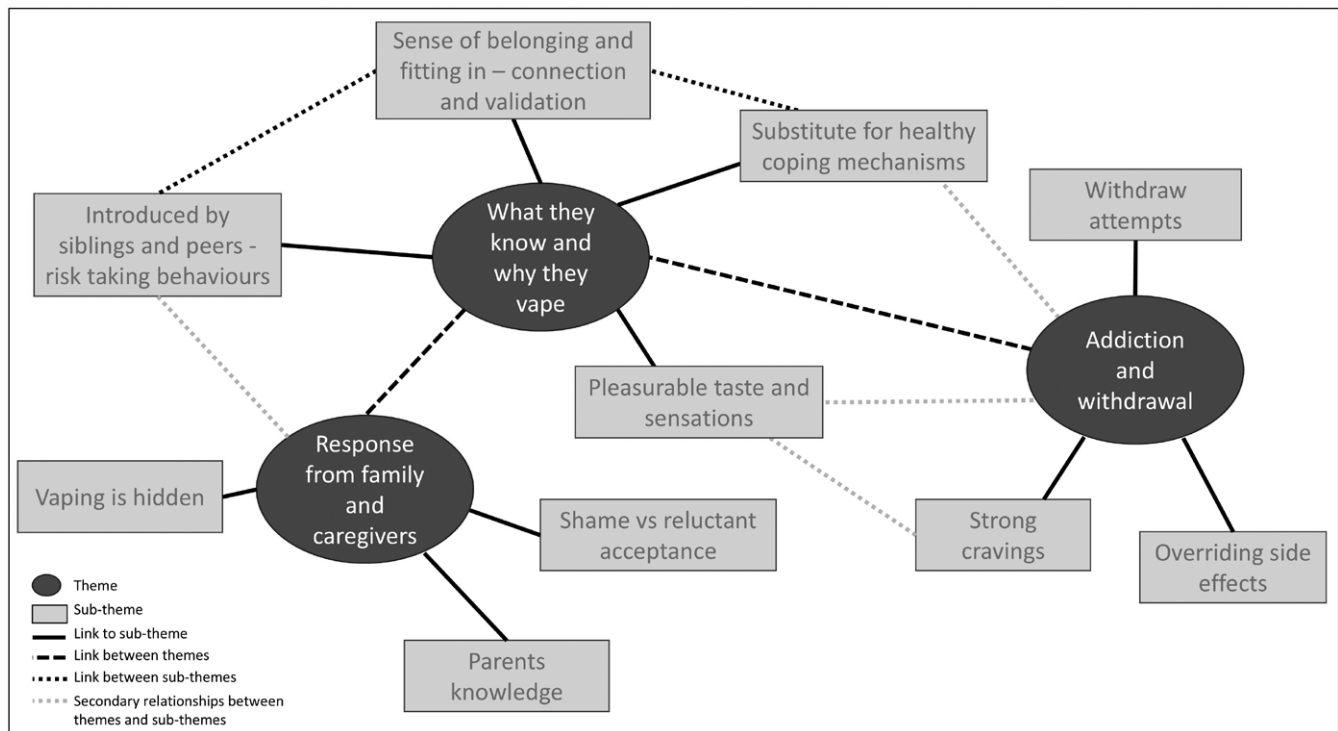 Sense of belonging and
fitting in – connection
and validation
Substitute for healthy
coping mechanisms
Withdraw
attempts
Introduced by
siblings and peers -
risk taking behaviours
What they
know and
why they
vape
Addiction
and
withdrawal
Pleasurable taste and
sensations
Response
from family
and
caregivers
Vaping is hidden
Shame vs reluctant
acceptance
Strong
cravings
Overriding side
effects
Parents
knowledge
Theme
Sub-theme
Link to sub-theme
Link between themes
Link between sub-themes
Secondary relationships between
themes and sub-themes